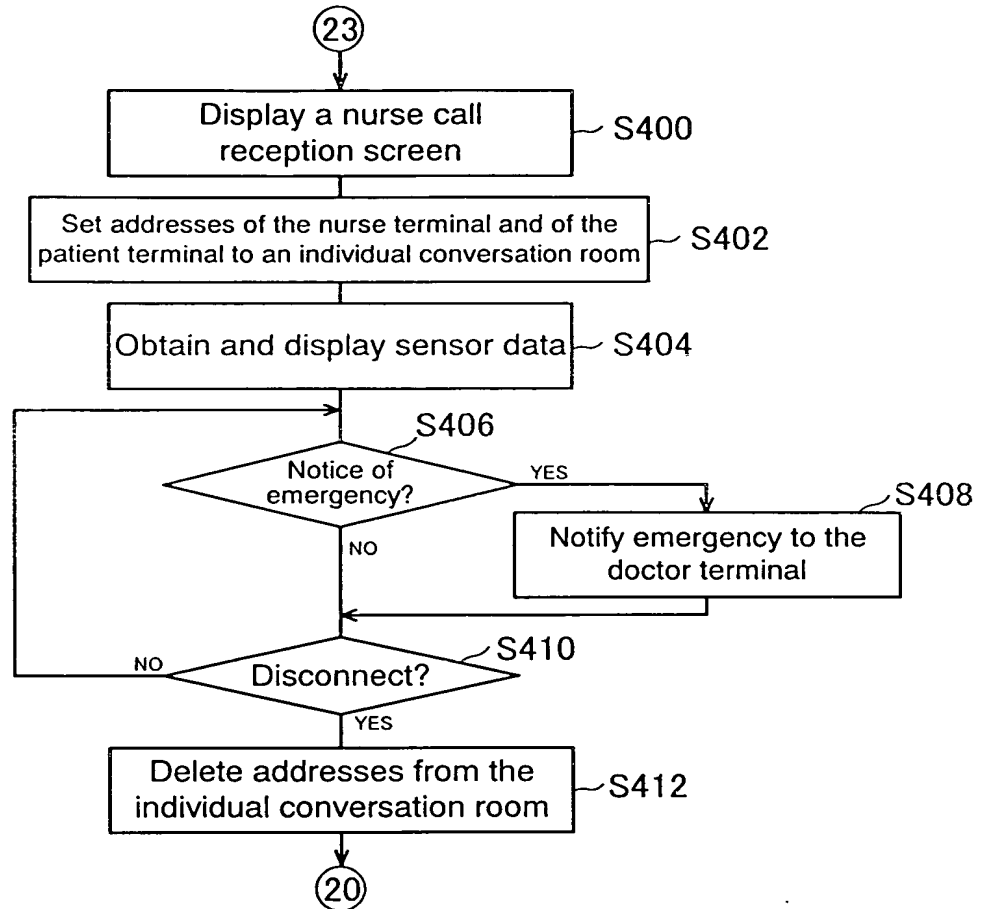 23
Display a nurse call
reception screen
S400
Set addresses of the nurse terminal and of the
patient terminal to an individual conversation room
S402
Obtain and display sensor data
S404
S406
Notice of
emergency?
YES
NO
S408
Notify emergency to the
doctor terminal
S410
Disconnect?
NO
YES
Delete addresses from the
individual conversation room
S412
20